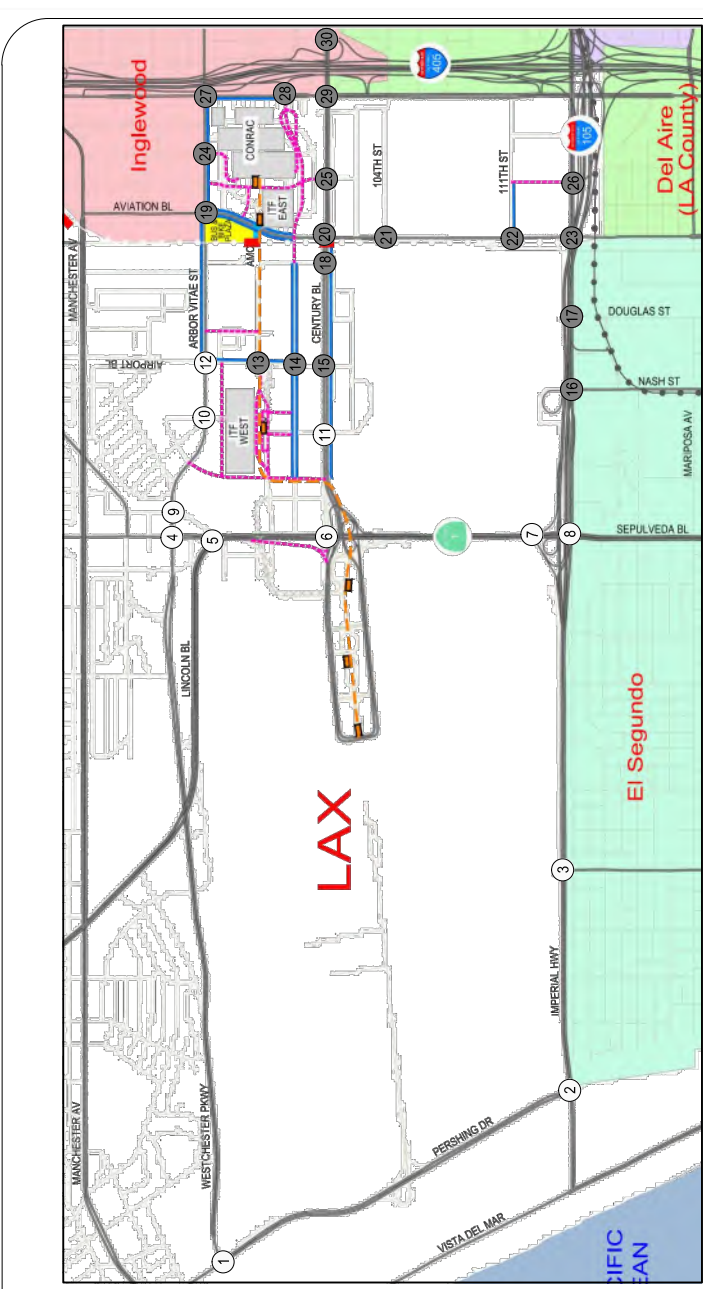 MANCHESTER AV
MANCHESTER AV
Inglewood
AVIATION BL
ARBOR VITAE ST
AIRPORT BL
BUS
BIKE
PLAZA
AMC
ITF
EAST
CONRAC
ITF
WEST
CENTURY BL
104TH ST
111TH ST
405
105
Del Aire
(LA County)
DOUGLAS ST
NASH ST
MARIPOSA AV
SEPULVEDA BL
LINCOLN BL
WESTCHESTER PKWY
LAX
El Segundo
IMPERIAL HWY
PERSHING DR
VISTA DEL MAR
CIFIC
EAN
1
2
3
4
5
6
7
8
9
10
11
12
13
14
15
16
17
18
19
20
21
22
23
24
25
26
27
28
29
30